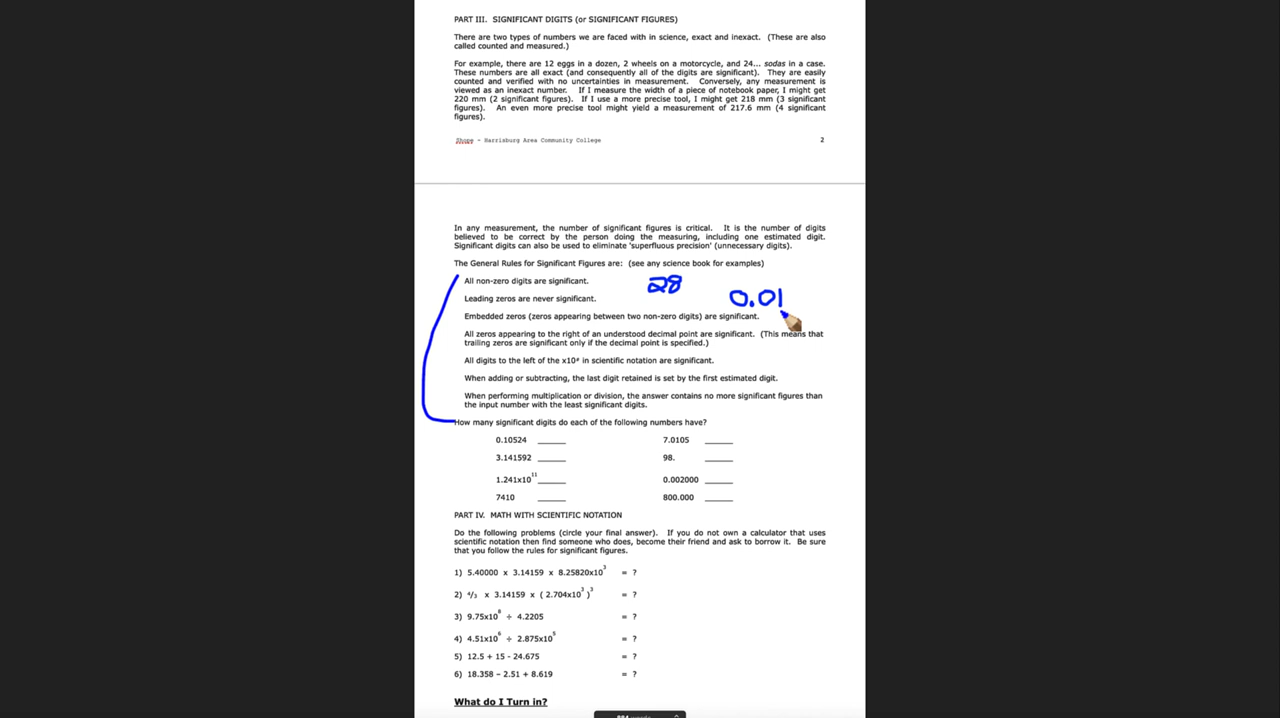 PART III. SIGNIFICANT DIGITS (or SIGNIFICANT FIGURES)
There are two types of numbers we are faced with in science, exact and inexact. (These are also
called counted and measured.)
For example, there are 12 eggs in a dozen, 2 wheels on a motorcycle, and 24... sodas in a case.
These numbers are all exact (and consequently all of the digits are significant). They are easily
counted and verified with no uncertainties in measurement. Conversely, any measurement is
viewed as an inexact number. If I measure the width of a piece of notebook paper, I might get
220 mm (2 significant figures). If I use a more precise tool, I might get 218 mm (3 significant
figures). An even more precise tool might yield a measurement of 217.6 mm (4 significant
figures).
Shope - Harrisburg Area Community College 2
In any measurement, the number of significant figures is critical. It is the number of digits
believed to be correct by the person doing the measuring, including one estimated digit.
Significant digits can also be used to eliminate 'superfluous precision' (unnecessary digits).
The General Rules for Significant Figures are: (see any science book for examples)
All non-zero digits are significant. 28
Leading zeros are never significant. 0.01
Embedded zeros (zeros appearing between two non-zero digits) are significant.
All zeros appearing to the right of an understood decimal point are significant. (This means that
trailing zeros are significant only if the decimal point is specified.)
All digits to the left of the in scientific notation are significant.
When adding or subtracting, the last digit retained is set by the first estimated digit.
When performing multiplication or division, the answer contains no more significant figures than
the input number with the least significant digits.
How many significant digits do each of the following numbers have?
0.10524 ______ 7.0105 ______
3.141592 ______ 98. ______
1.241x10¹¹ ______ 0.002000 ______
7410 ______ 800.000 ______
PART IV. MATH WITH SCIENTIFIC NOTATION
Do the following problems (circle your final answer). If you do not own a calculator that uses
scientific notation then find someone who does, become their friend and ask to borrow it. Be sure
that you follow the rules for significant figures.
1) 5.40000 x 3.14159 x 8.25820x10³ = ?
2) ⁴/₃ x 3.14159 x ( 2.704x10³ )³ = ?
3) 9.75x10⁸ ÷ 4.2205 = ?
4) 4.51x10⁶ ÷ 2.875x10⁵ = ?
5) 12.5 + 15 - 24.675 = ?
6) 18.358 – 2.51 + 8.619 = ?
What do I Turn in?